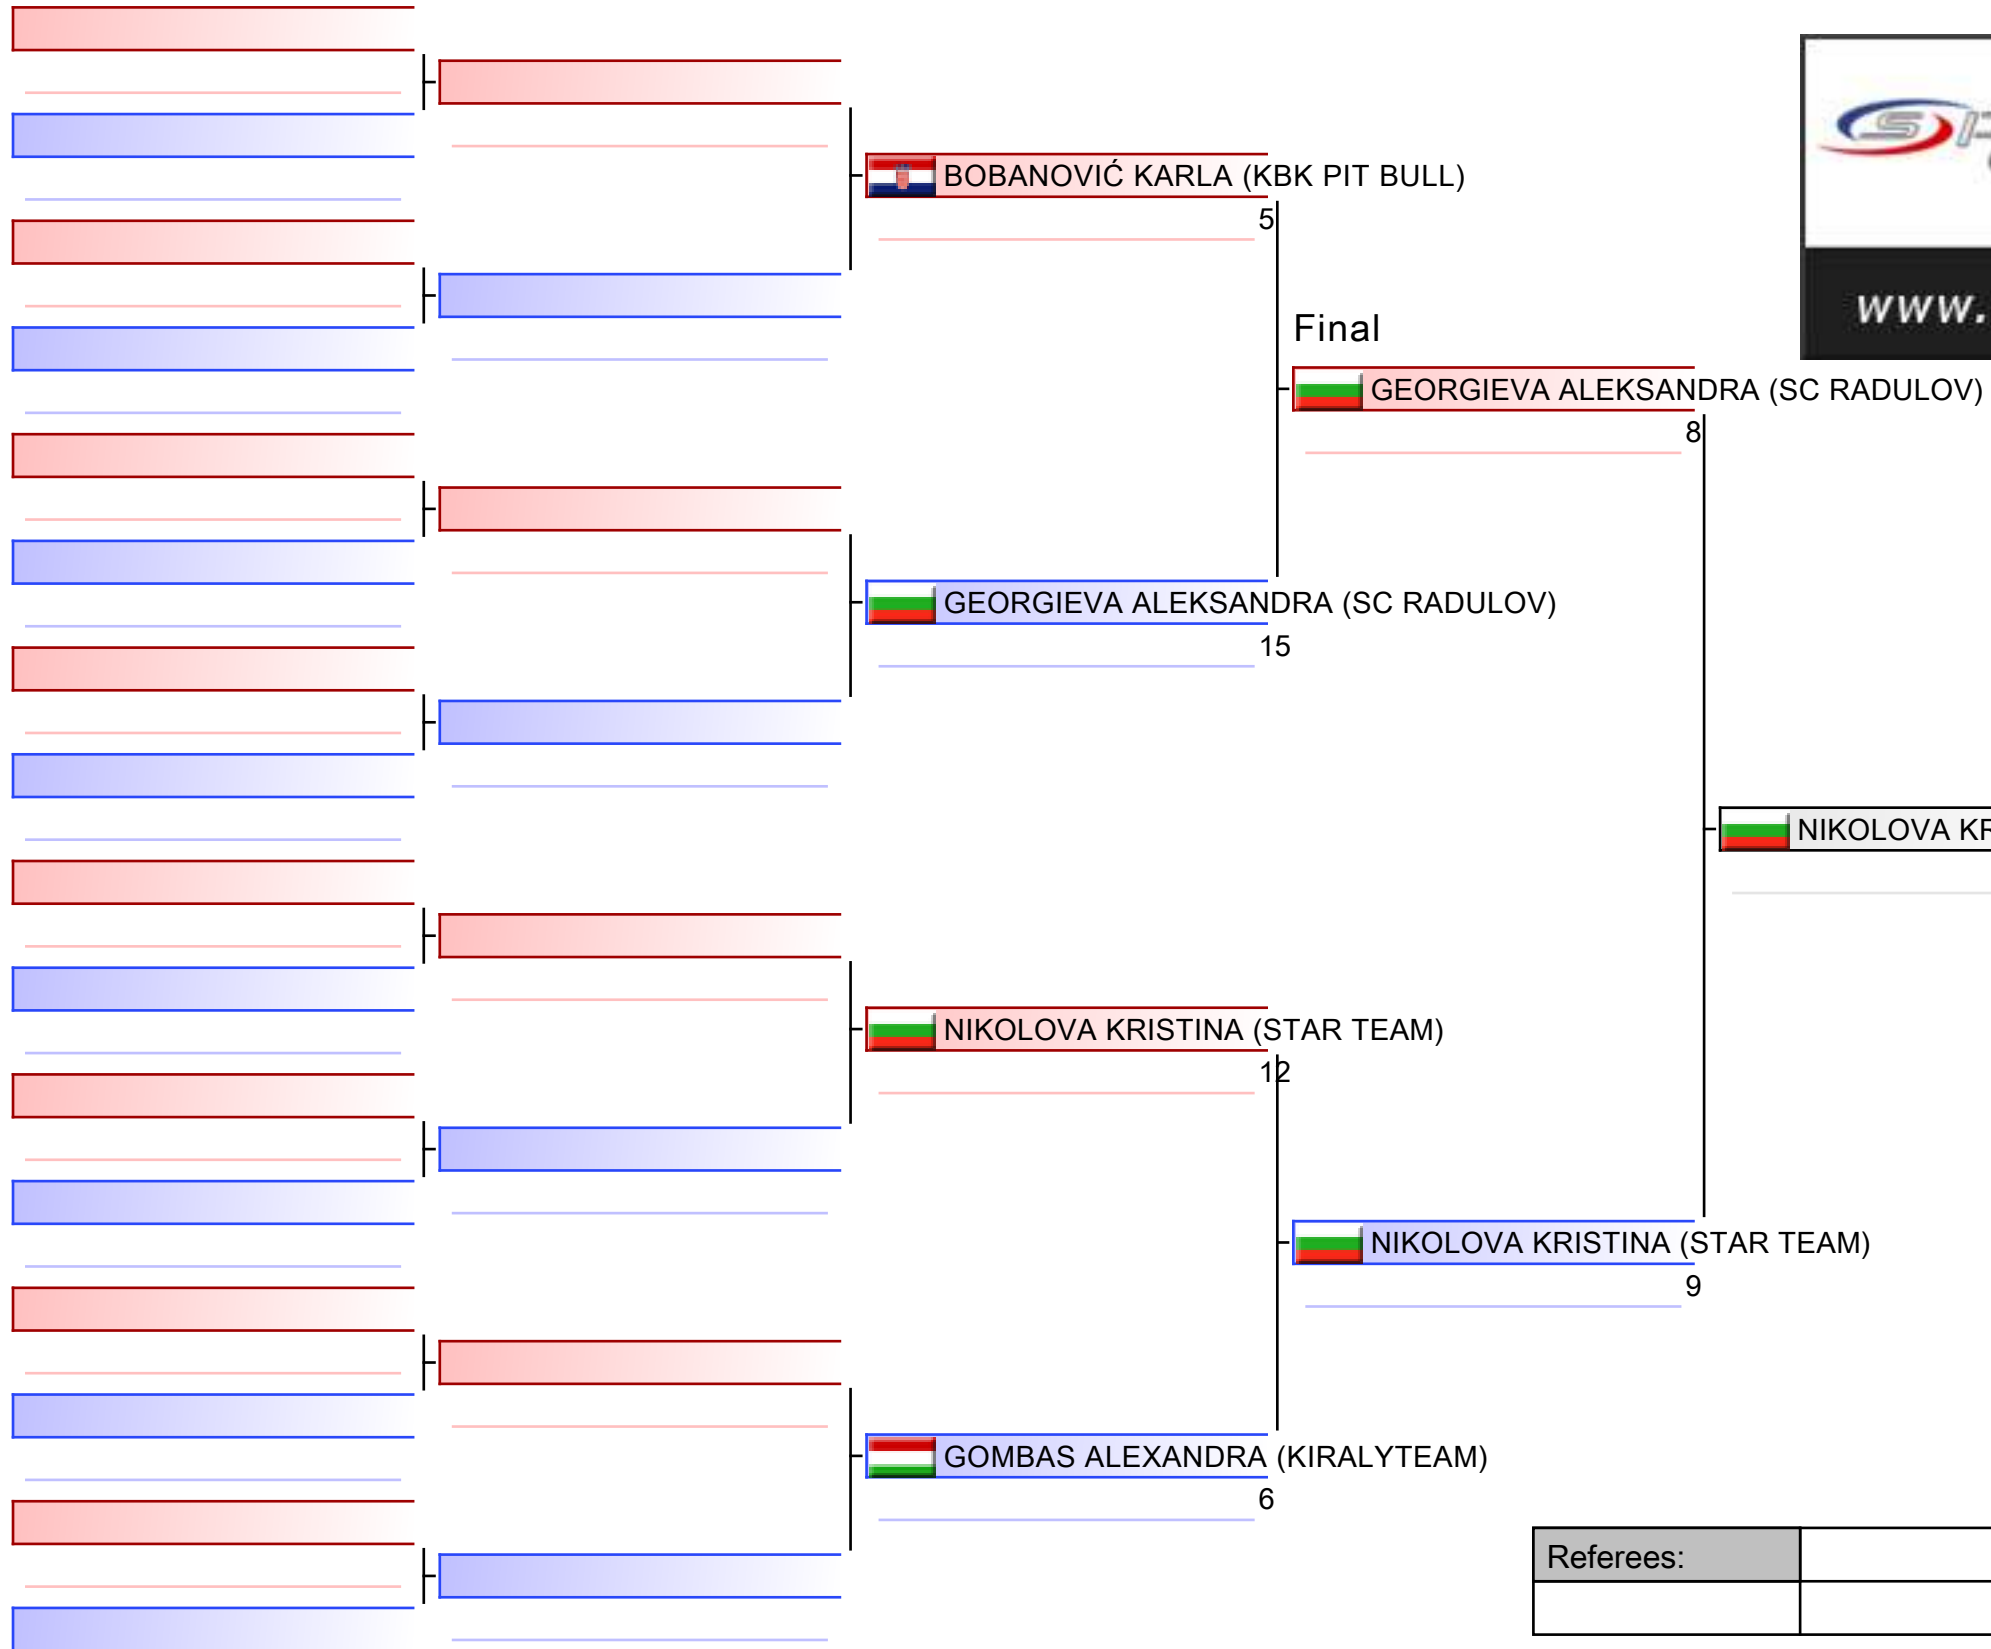 BOBANOVIĆ KARLA (KBK PIT BULL)
5
Final
GEORGIEVA ALEKSANDRA (SC RADULOV)
8
GEORGIEVA ALEKSANDRA (SC RADULOV)
15
NIKOLOVA
NIKOLOVA KRISTINA (STAR TEAM)
12
NIKOLOVA KRISTINA (STAR TEAM)
9
GOMBAS ALEXANDRA (KIRALYTEAM)
6
Referees:
www.